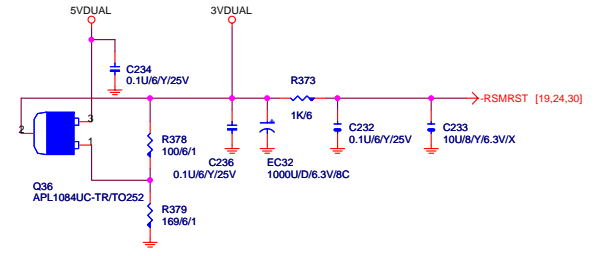 5VDUAL
3VDUAL
C234
0.1U/6/Y/25V
R373
1K/6
-RSMRST [19,24,30]
3
2
1
R378
100/6/1
C236
0.1U/6/Y/25V
EC32
1000U/D/6.3V/8C
C232
0.1U/6/Y/25V
C233
10U/8/Y/6.3V/X
Q36
APL1084UC-TR/TO252
R379
169/6/1